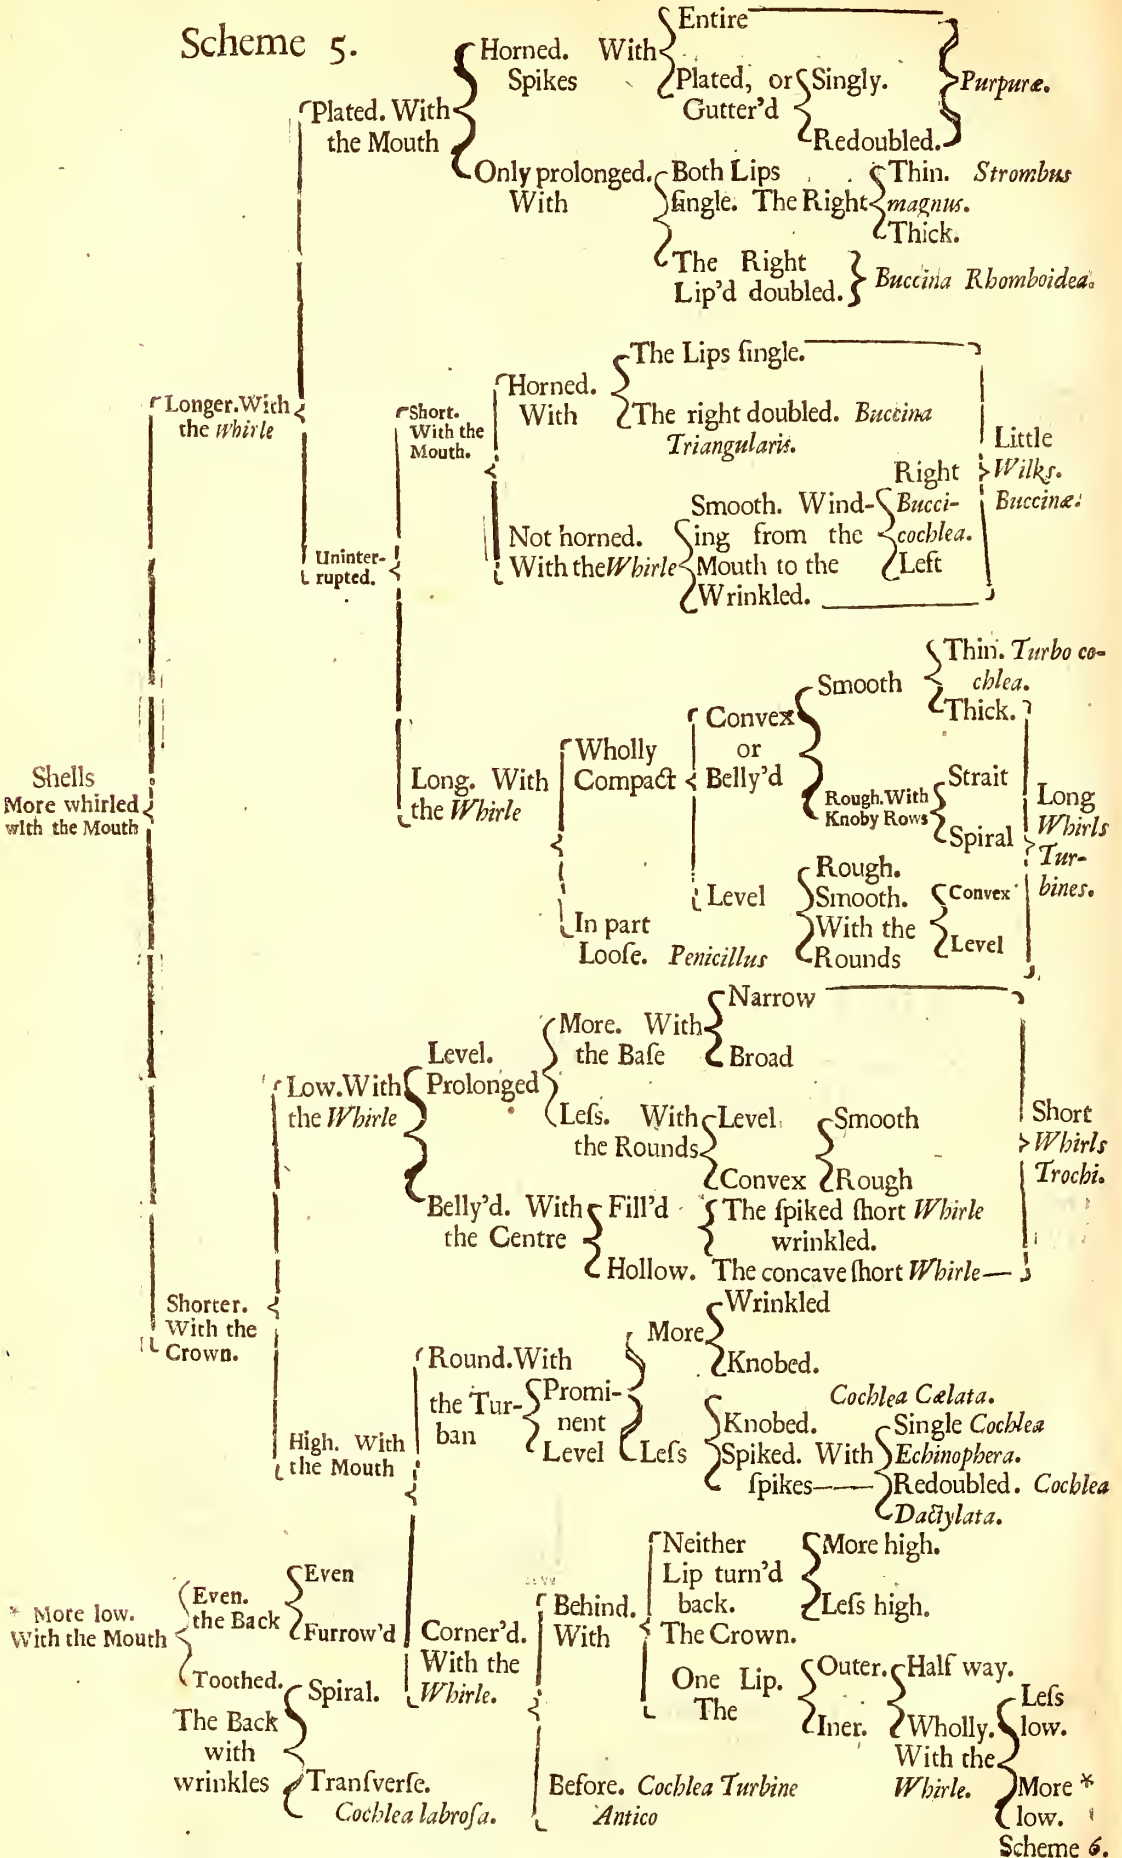 Scheme 5.
Entire
Horned. With
Spikes
Plated, or
Gutter'd
Singly.
Redoubled.
Purpuræ.
Plated. With
the Mouth
Only prolonged.
With
Both Lips
ſingle. The Right
Thin. Strombus
magnus.
Thick.
The Right
Lip'd doubled.
Buccina Rhomboidea.
Longer. With
the Whirle
Short.
With the
Mouth.
Horned.
With
The Lips ſingle.
The right doubled. Buccina
Triangularis.
Little
Wilks.
Buccinæ.
Not horned.
With the Whirle
Smooth. Wind-
ing from the
Mouth to the
Wrinkled.
Right
Bucci-
cochlea.
Left
Uninter-
rupted.
Long. With
the Whirle
Wholly
Compact
Convex
or
Belly'd
Smooth
Thin. Turbo co-
chlea.
Thick.
Rough. With
Knoby Rows
Strait
Spiral
Long
Whirls
Tur-
bines.
Level
Rough.
Smooth.
With the
Rounds
Convex
Level
In part
Looſe. Penicillus
Shells
More whirled
with the Mouth
Low. With
the Whirle
Level.
Prolonged
More. With
the Baſe
Narrow
Broad
Leſs. With
the Rounds
Level
Convex
Smooth
Rough
Short
Whirls
Trochi.
Belly'd. With
the Centre
Fill'd
The ſpiked ſhort Whirle
wrinkled.
Hollow. The concave ſhort Whirle
Shorter.
With the
Crown.
High. With
the Mouth
Round. With
the Tur-
ban
Promi-
nent
Level
More
Wrinkled
Knobed.
Leſs
Cochlea Cælata.
Knobed.
Spiked. With
ſpikes
Single Cochlea
Echinophera.
Redoubled. Cochlea
Dactylata.
Corner'd.
With the
Whirle.
Behind.
With
Neither
Lip turn'd
back.
The Crown.
More high.
Leſs high.
One Lip.
The
Outer.
Iner.
Half way.
Wholly.
With the
Whirle.
Leſs
low.
More *
low.
Before. Cochlea Turbine
Antico
* More low.
With the Mouth
Even.
the Back
Even
Furrow'd
Toothed.
The Back
with
wrinkles
Spiral.
Tranſverſe.
Cochlea labroſa.
Scheme 6.